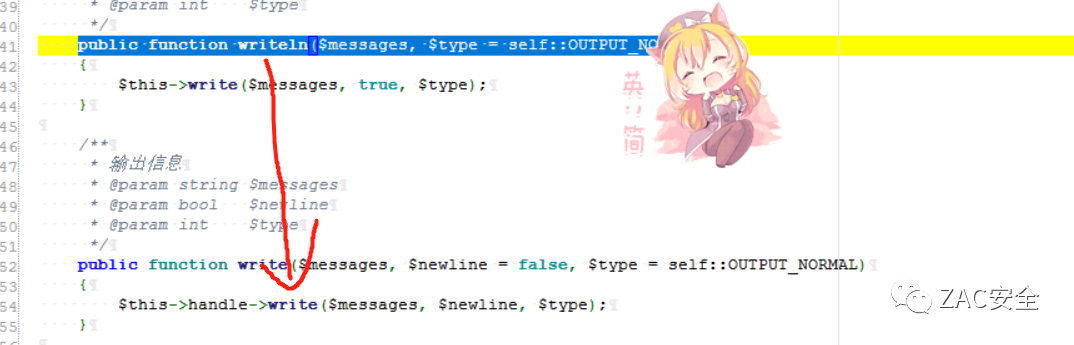 39 * @param int $type
40 */
41 public function writeln($messages, $type = self::OUTPUT_NO
42 {
43 $this->write($messages, true, $type);
44 }
45
46 /**
47 * 输出信息
48 * @param string $messages
49 * @param bool $newline
50 * @param int $type
51 */
52 public function write($messages, $newline = false, $type = self::OUTPUT_NORMAL)
53 {
54 $this->handle->write($messages, $newline, $type);
55 }
56
英
简
ZAC安全